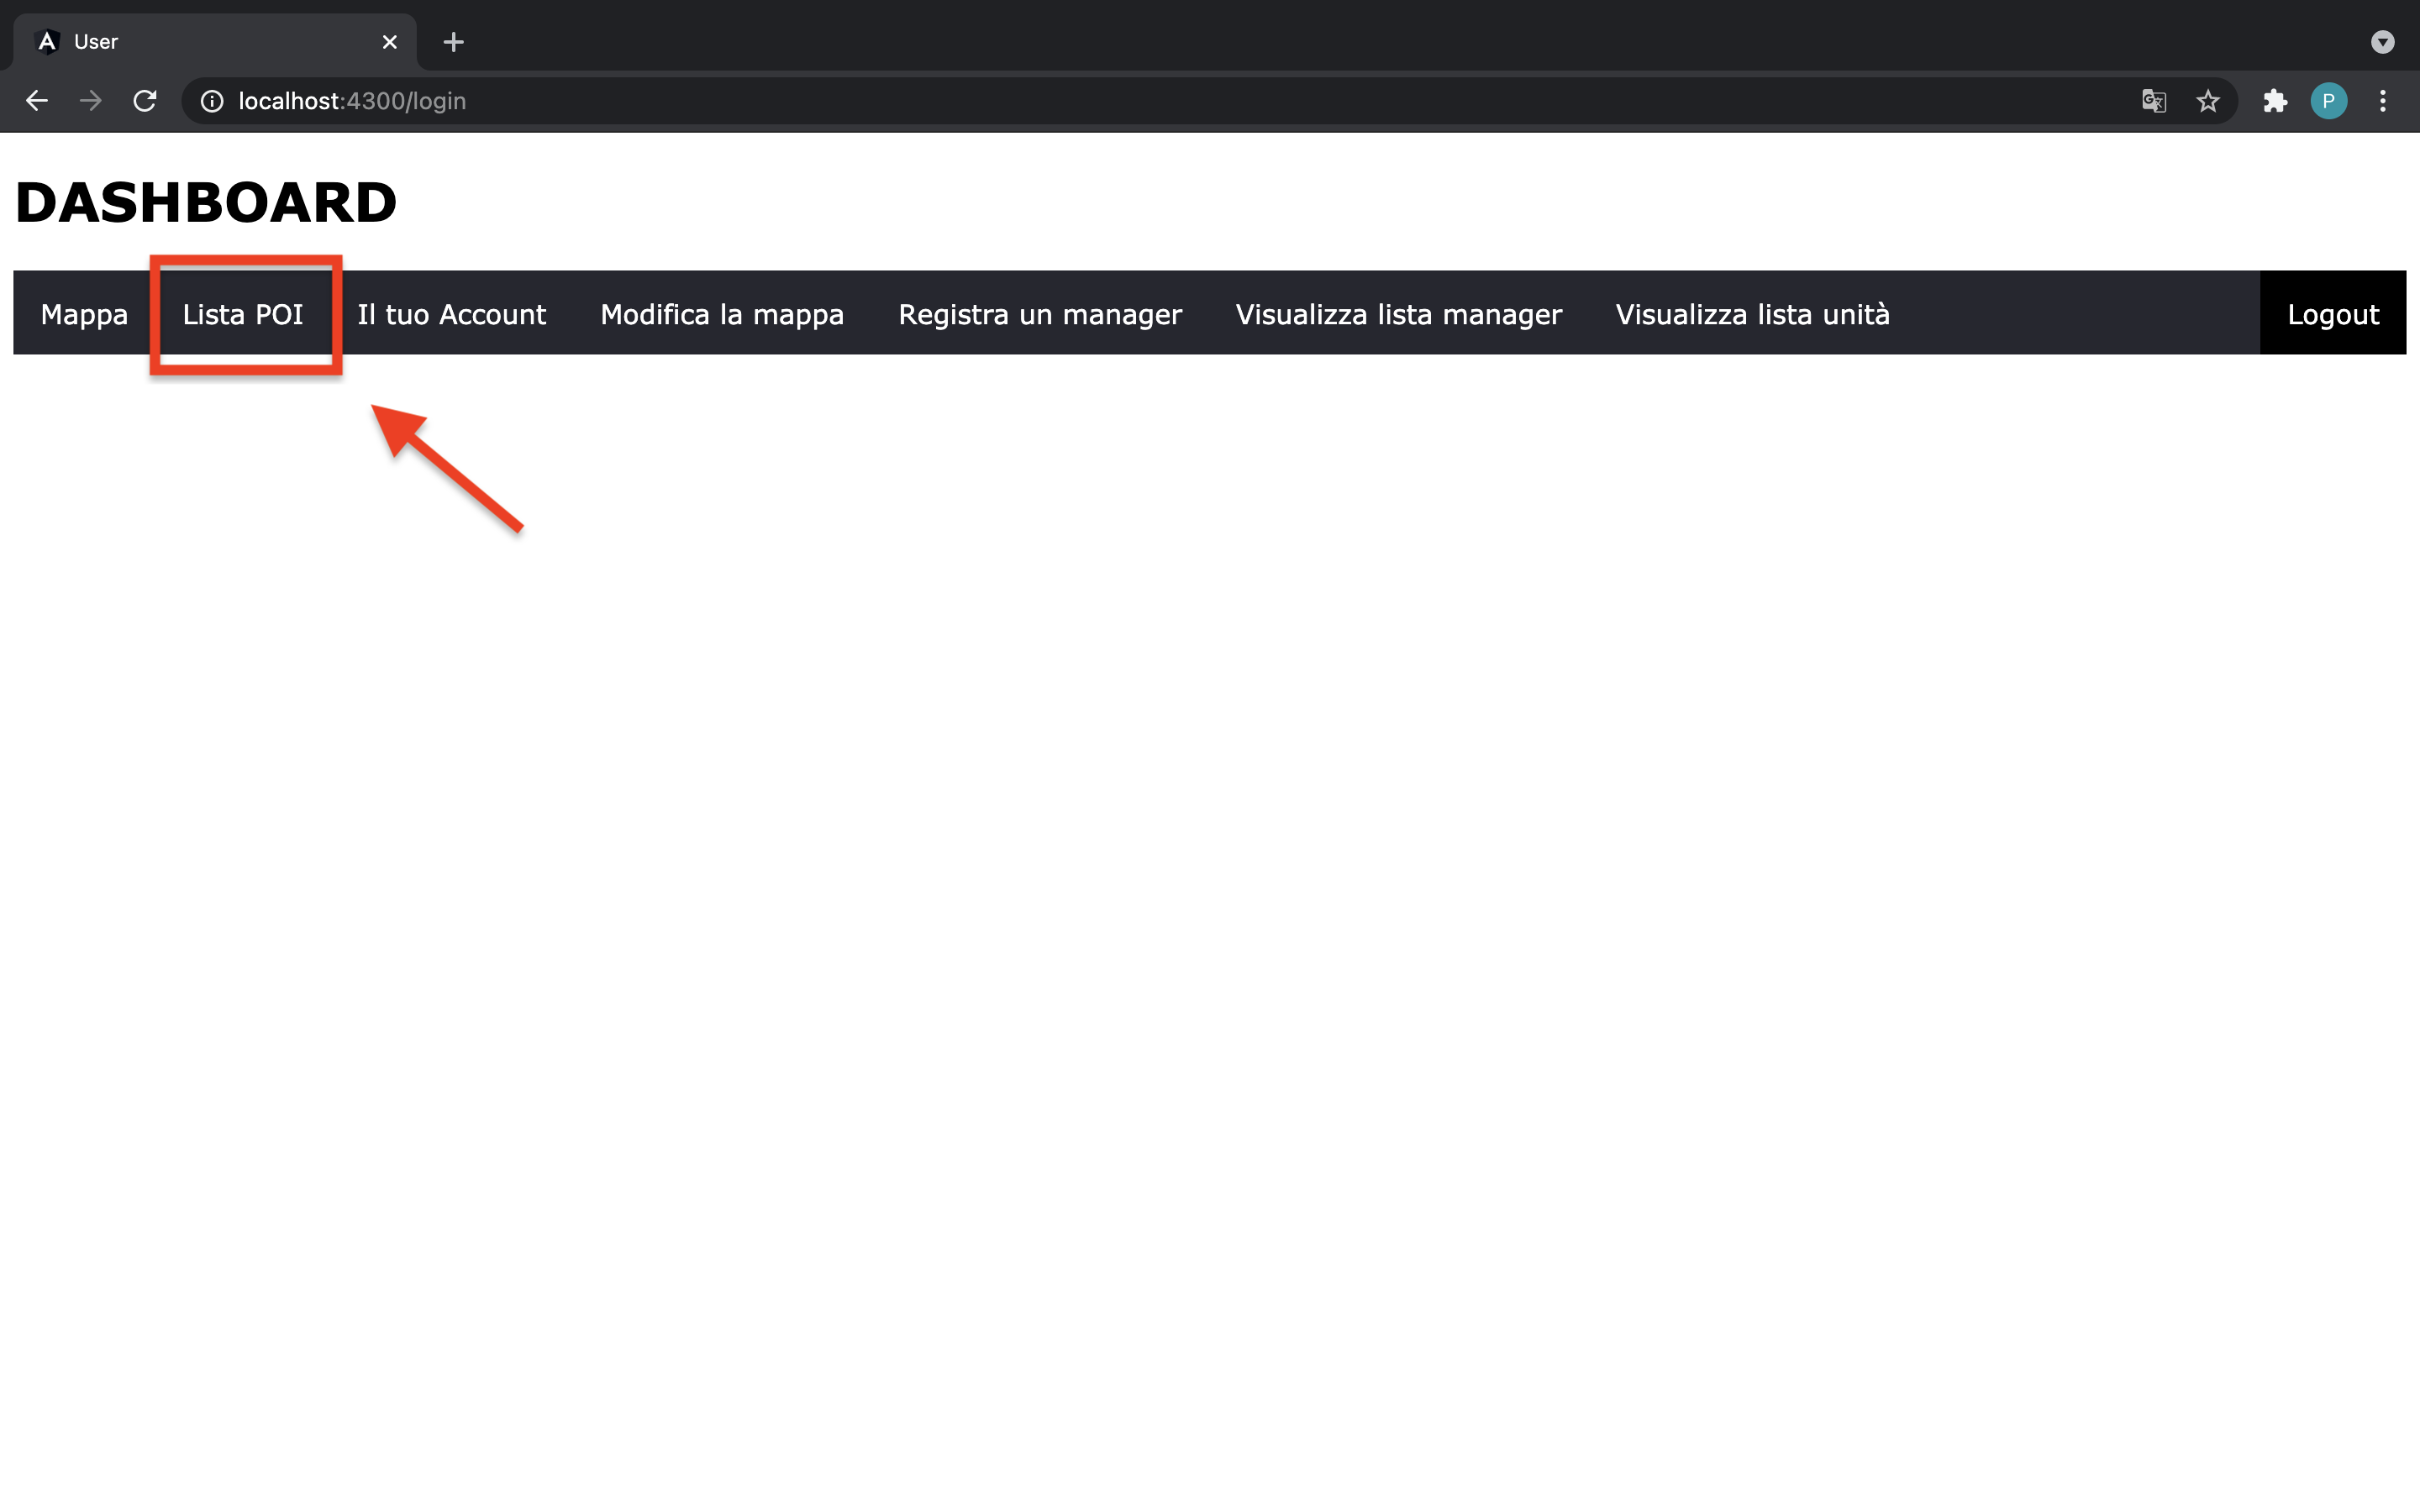 User
localhost:4300/login
P
DASHBOARD
Mappa Lista POI Il tuo Account Modifica la mappa Registra un manager Visualizza lista manager Visualizza lista unità Logout